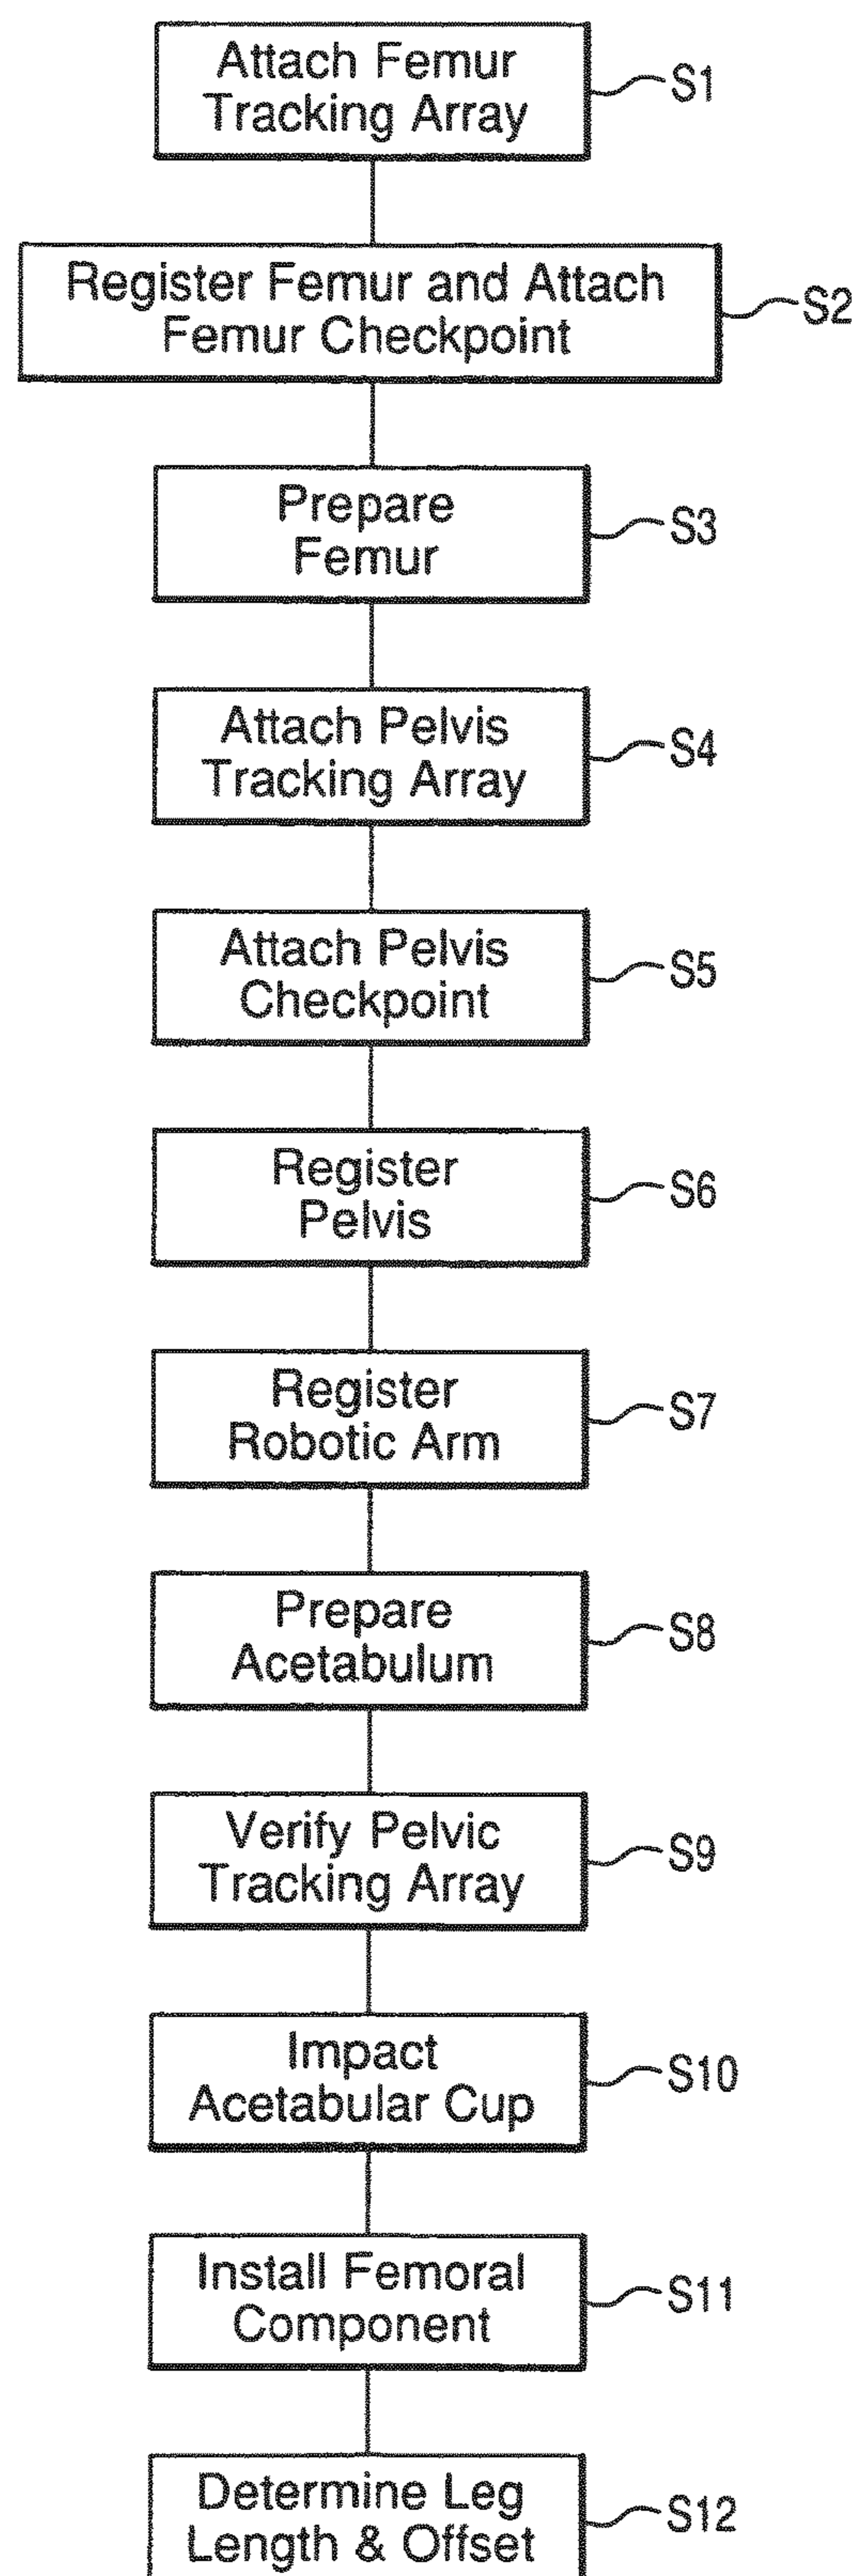 Attach Femur
Tracking Array
S1
Register Femur and Attach
Femur Checkpoint
S2
Prepare
Femur
S3
Attach Pelvis
Tracking Array
S4
Attach Pelvis
Checkpoint
S5
Register
Pelvis
S6
Register
Robotic Arm
S7
Prepare
Acetabulum
S8
Verify Pelvic
Tracking Array
S9
Impact
Acetabular Cup
S10
Install Femoral
Component
S11
Determine Leg
Length & Offset
S12